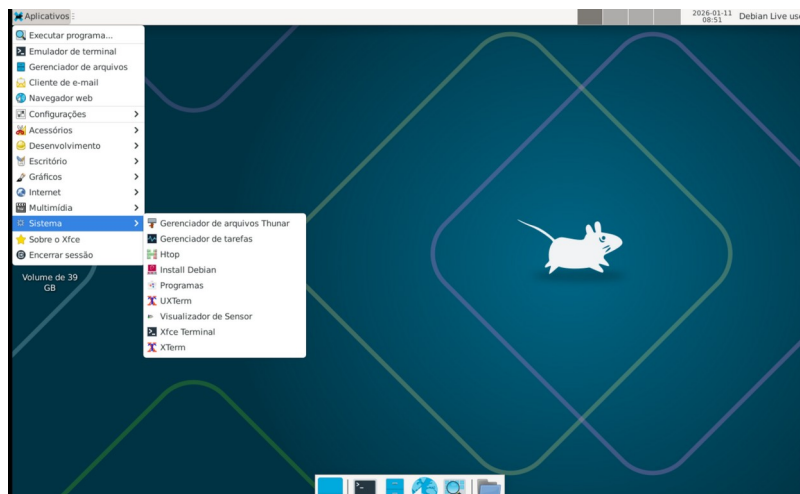 Aplicativos
2026-01-11
08:51
Debian Live use
Executar programa...
Emulador de terminal
Gerenciador de arquivos
Cliente de e-mail
Navegador web
Configurações
Acessórios
Desenvolvimento
Escritório
Gráficos
Internet
Multimídia
Sistema
Sobre o Xfce
Encerrar sessão
Gerenciador de arquivos Thunar
Gerenciador de tarefas
Htop
Install Debian
Programas
UXTerm
Visualizador de Sensor
Xfce Terminal
XTerm
Volume de 39
GB